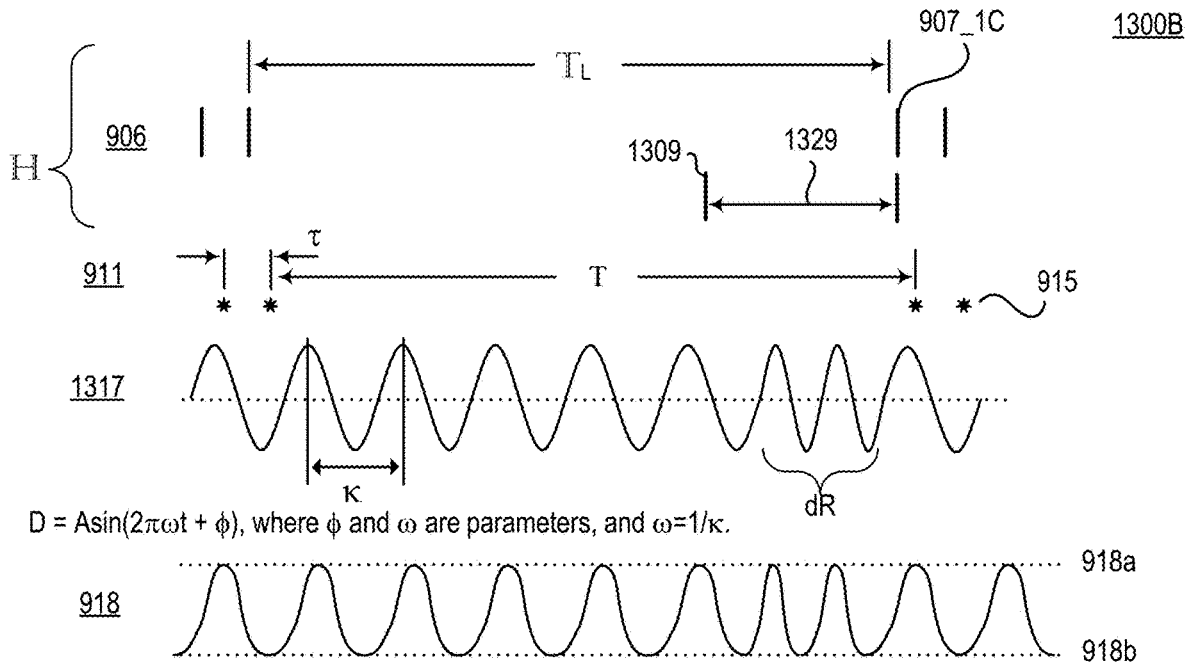 907_1C
1300B
𝕋L
906
1309
1329
ℍ
τ
911
T
915
1317
κ
dR
D = Asin(2πωt + ϕ), where ϕ and ω are parameters, and ω=1/κ.
918a
918
918b